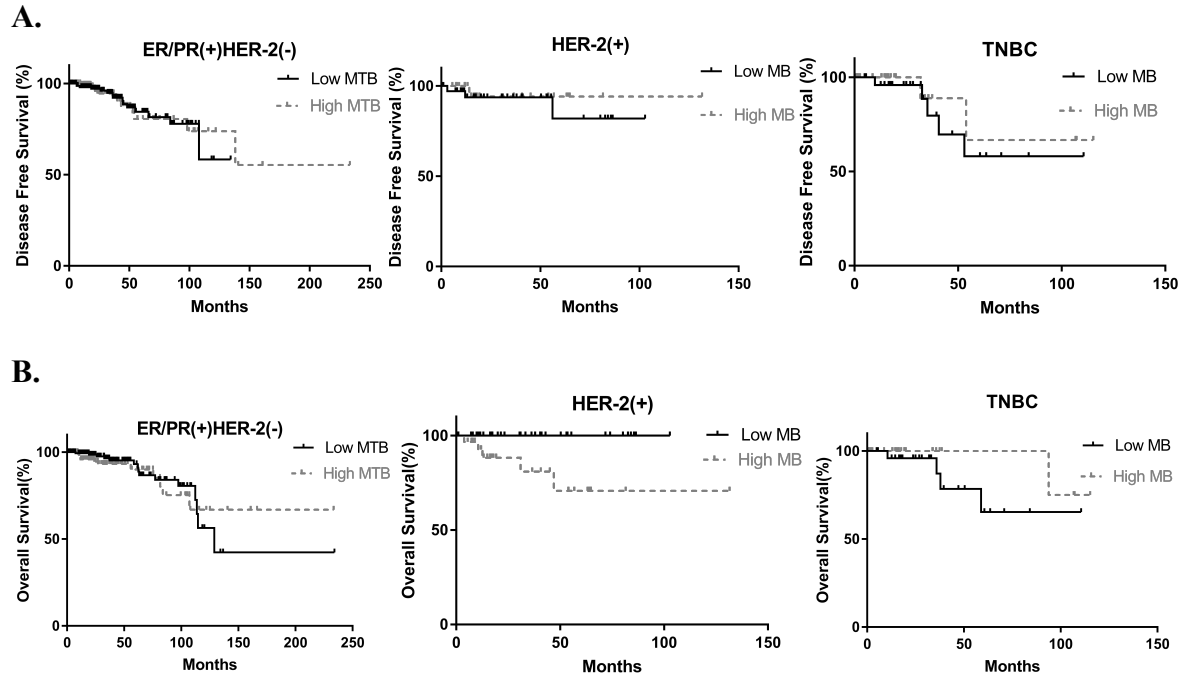 A.
ER/PR(+)HER-2(-)
Low MTB
High MTB
Disease Free Survival (%)
100
50
0
0 50 100 150 200 250
Months
HER-2(+)
Low MB
High MB
Disease Free Survival (%)
100
50
0
0 50 100 150
Months
TNBC
Low MB
High MB
Disease Free Survival (%)
100
50
0
0 50 100 150
Months
B.
ER/PR(+)HER-2(-)
Low MTB
High MTB
Overall Survival(%)
100
50
0
0 50 100 150 200 250
Months
HER-2(+)
Low MB
High MB
Overall Survival(%)
100
50
0
0 50 100 150
Months
TNBC
Low MB
High MB
Overall Survival(%)
100
50
0
0 50 100 150
Months